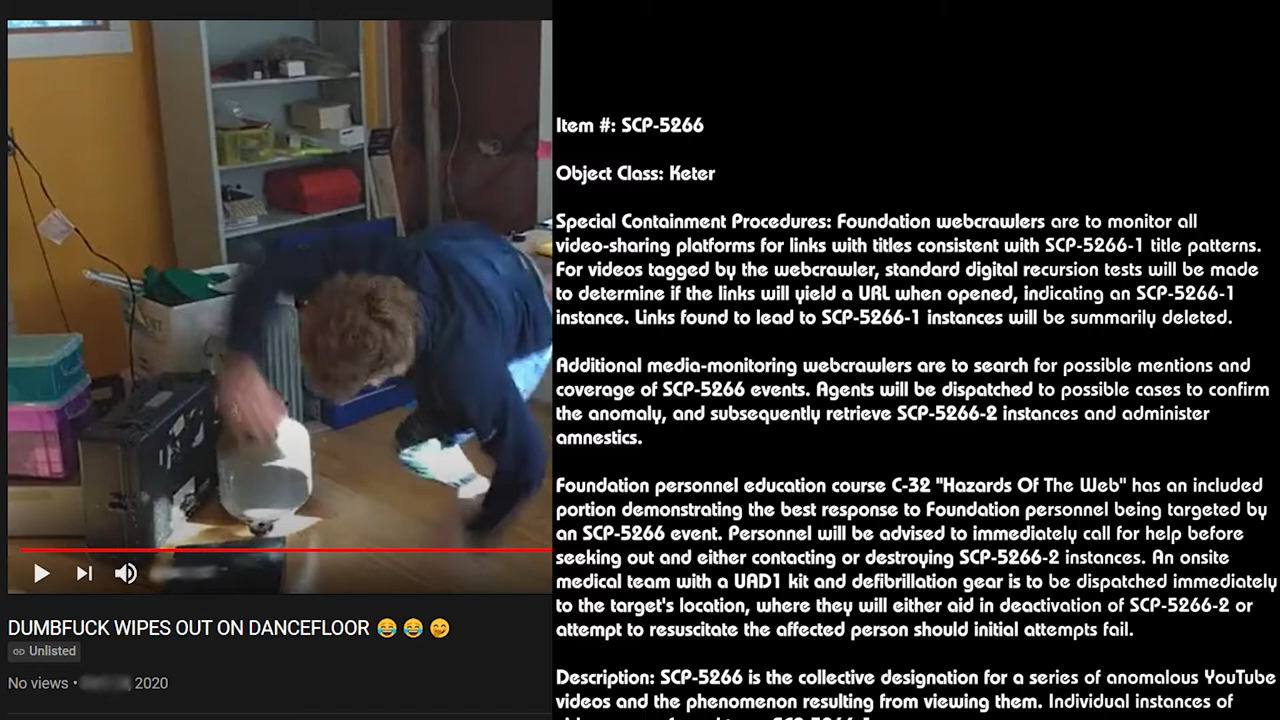 Item #: SCP-5266
Object Class: Keter
Special Containment Procedures: Foundation webcrawlers are to monitor all
video-sharing platforms for links with titles consistent with SCP-5266-1 title patterns.
For videos tagged by the webcrawler, standard digital recursion tests will be made
to determine if the links will yield a URL when opened, indicating an SCP-5266-1
instance. Links found to lead to SCP-5266-1 instances will be summarily deleted.
Additional media-monitoring webcrawlers are to search for possible mentions and
coverage of SCP-5266 events. Agents will be dispatched to possible cases to confirm
the anomaly, and subsequently retrieve SCP-5266-2 instances and administer
amnestics.
Foundation personnel education course C-32 "Hazards Of The Web" has an included
portion demonstrating the best response to Foundation personnel being targeted by
an SCP-5266 event. Personnel will be advised to immediately call for help before
seeking out and either contacting or destroying SCP-5266-2 instances. An onsite
medical team with a UAD1 kit and defibrillation gear is to be dispatched immediately
to the target's location, where they will either aid in deactivation of SCP-5266-2 or
attempt to resuscitate the affected person should initial attempts fail.
Description: SCP-5266 is the collective designation for a series of anomalous YouTube
videos and the phenomenon resulting from viewing them. Individual instances of
DUMBFUCK WIPES OUT ON DANCEFLOOR 😂 😂 🤭
Unlisted
No views • , 2020